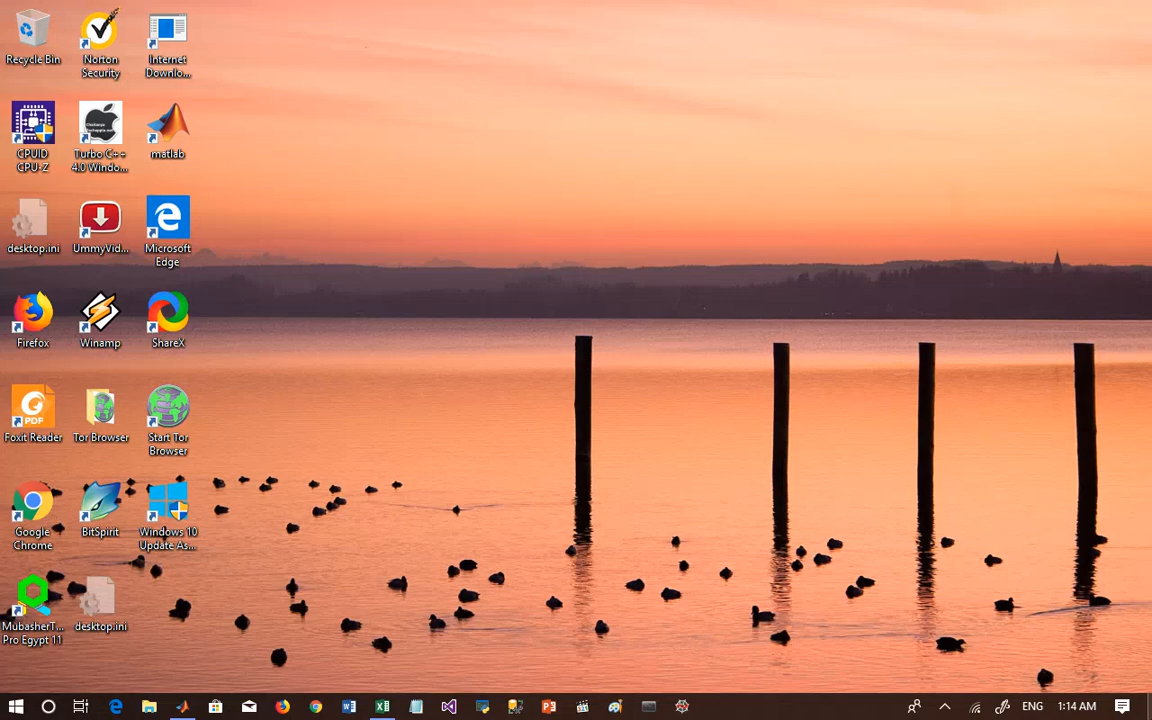 Recycle Bin
Norton
Security
Internet
Downlo...
CPUID
CPU-Z
Turbo C++
4.0 Windo...
matlab
desktop.ini
UmmyVid...
Microsoft
Edge
Firefox
Winamp
ShareX
PDF
Foxit Reader
Tor Browser
Start Tor
Browser
Google
Chrome
BitSpirit
Windows 10
Update As...
MubasherT...
Pro Egypt 11
desktop.ini
ENG
1:14 AM